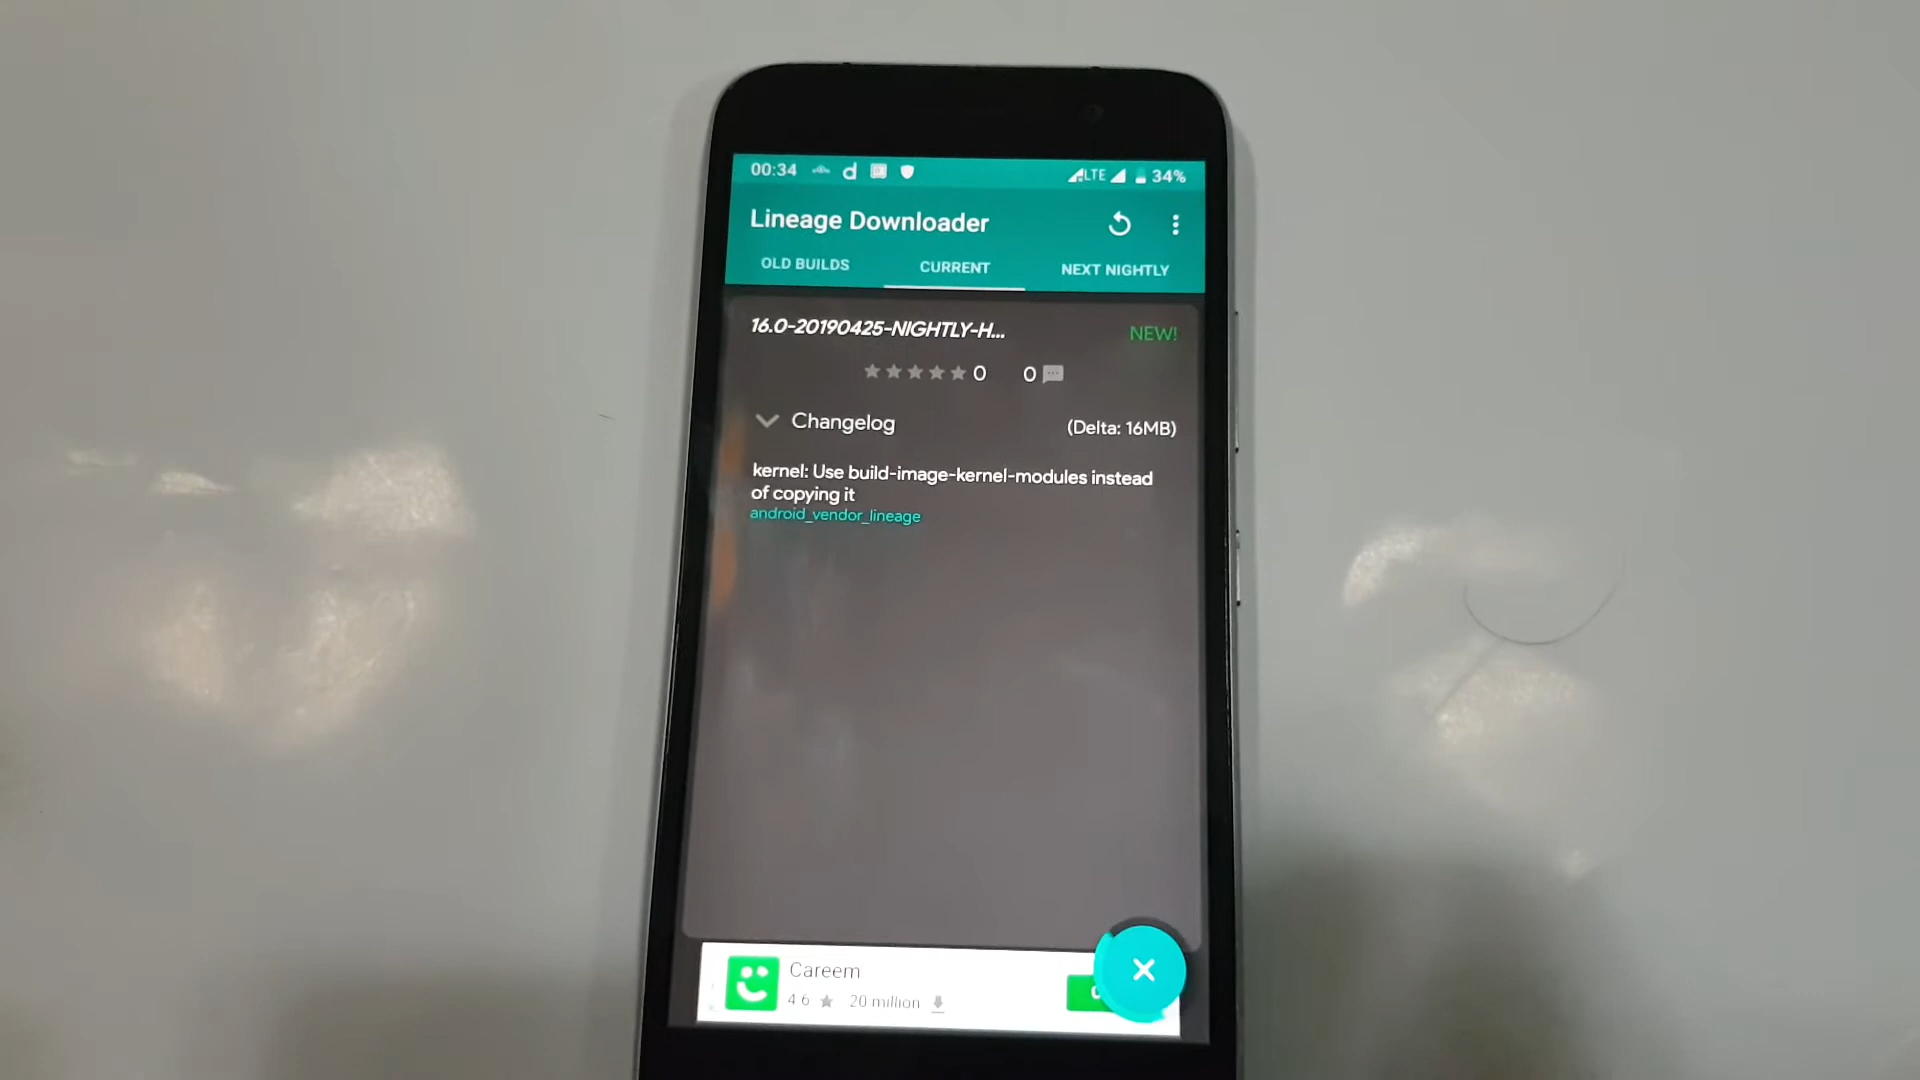 00:34 d LTE 34%
Lineage Downloader
OLD BUILDS CURRENT NEXT NIGHTLY
16.0-20190425-NIGHTLY-H... NEW!
0 0
Changelog (Delta: 16MB)
kernel: Use build-image-kernel-modules instead
of copying it
android_vendor_lineage
Careem
4.6 20 million